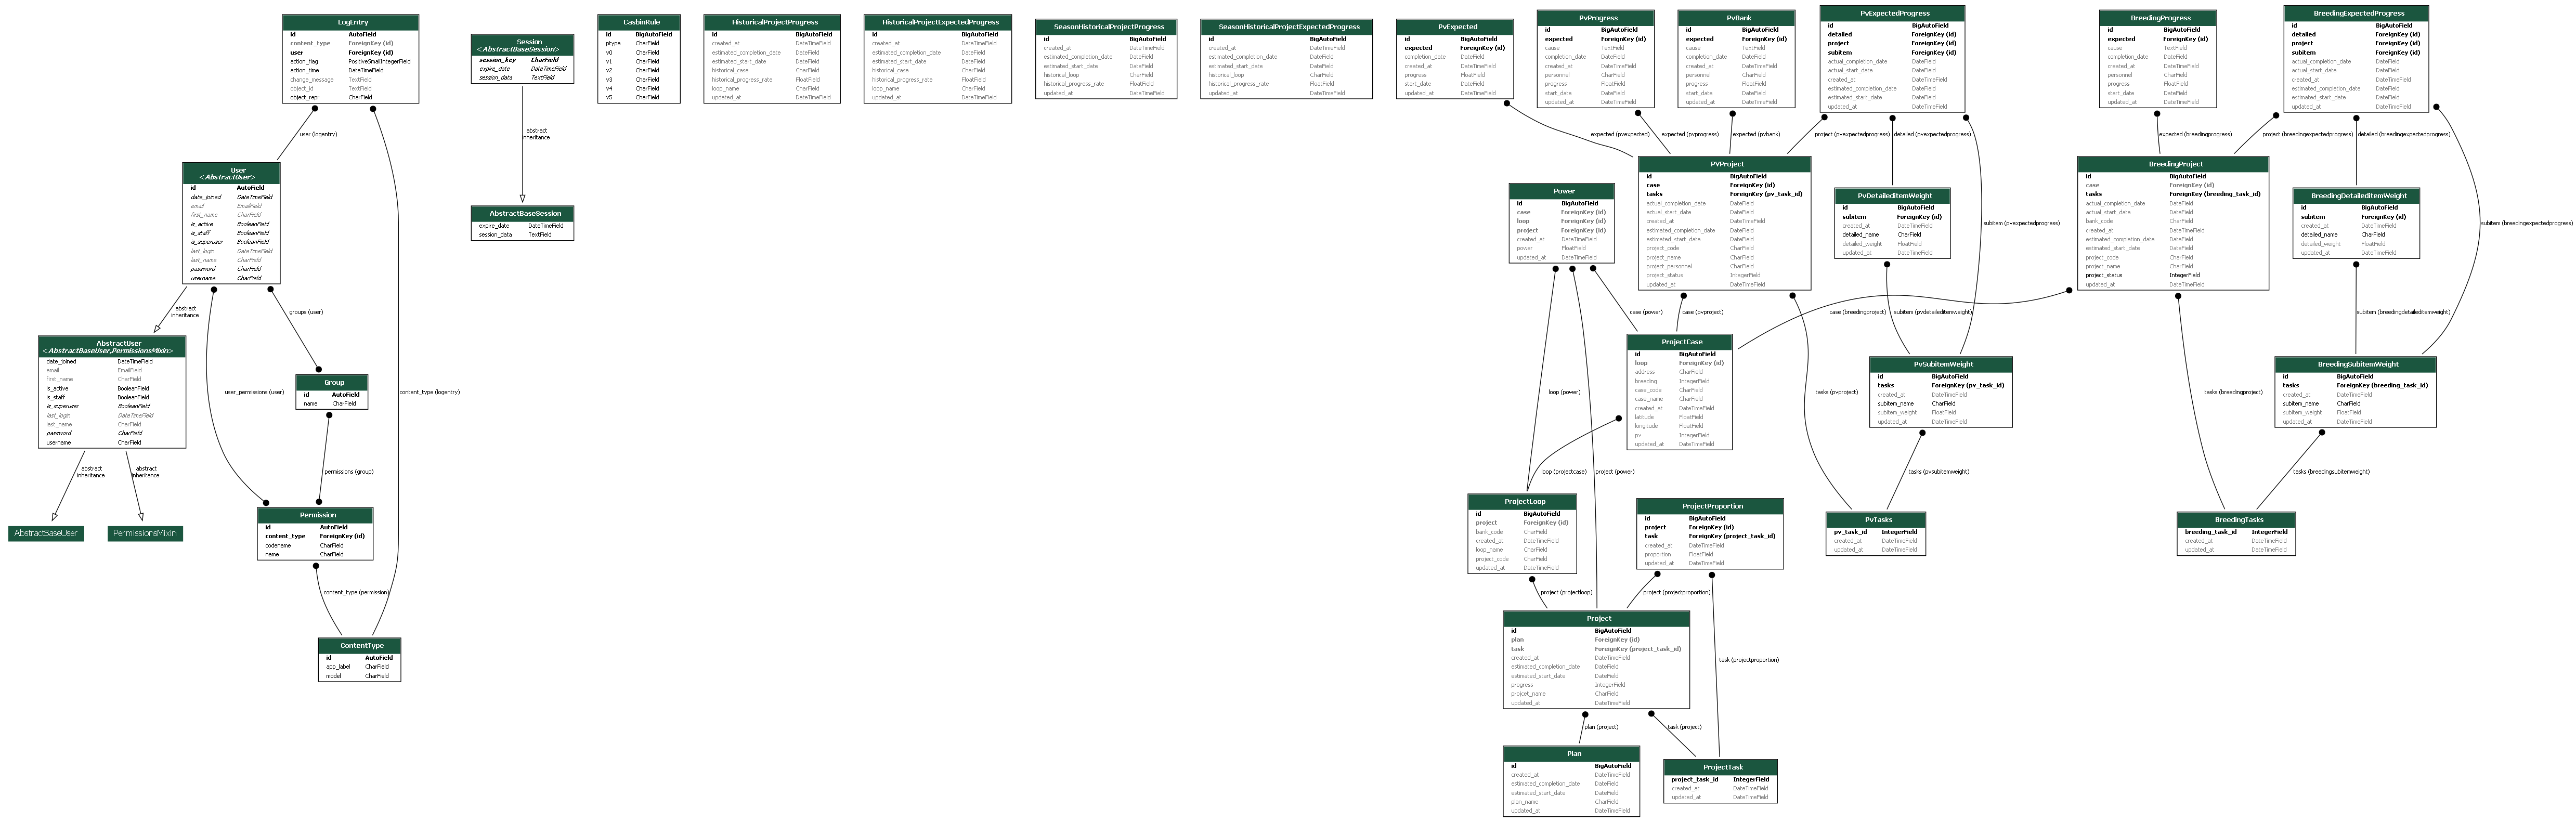 LogEntry
id AutoField
content_type ForeignKey (id)
user ForeignKey (id)
action_flag PositiveSmallIntegerField
action_time DateTimeField
change_message TextField
object_id TextField
object_repr CharField
Session
<AbstractBaseSession>
session_key CharField
expire_date DateTimeField
session_data TextField
CasbinRule
id BigAutoField
ptype CharField
v0 CharField
v1 CharField
v2 CharField
v3 CharField
v4 CharField
v5 CharField
HistoricalProjectProgress
id BigAutoField
created_at DateTimeField
estimated_completion_date DateField
estimated_start_date DateField
historical_case CharField
historical_progress_rate FloatField
loop_name CharField
updated_at DateTimeField
HistoricalProjectExpectedProgress
id BigAutoField
created_at DateTimeField
estimated_completion_date DateField
estimated_start_date DateField
historical_case CharField
historical_progress_rate FloatField
loop_name CharField
updated_at DateTimeField
SeasonHistoricalProjectProgress
id BigAutoField
created_at DateTimeField
estimated_completion_date DateField
estimated_start_date DateField
historical_loop CharField
historical_progress_rate FloatField
updated_at DateTimeField
SeasonHistoricalProjectExpectedProgress
id BigAutoField
created_at DateTimeField
estimated_completion_date DateField
estimated_start_date DateField
historical_loop CharField
historical_progress_rate FloatField
updated_at DateTimeField
PvExpected
id BigAutoField
expected ForeignKey (id)
completion_date DateField
created_at DateTimeField
progress FloatField
start_date DateField
updated_at DateTimeField
PvProgress
id BigAutoField
expected ForeignKey (id)
cause TextField
completion_date DateField
created_at DateTimeField
personnel CharField
progress FloatField
start_date DateField
updated_at DateTimeField
PvBank
id BigAutoField
expected ForeignKey (id)
cause TextField
completion_date DateField
created_at DateTimeField
personnel CharField
progress FloatField
start_date DateField
updated_at DateTimeField
PvExpectedProgress
id BigAutoField
detailed ForeignKey (id)
project ForeignKey (id)
subitem ForeignKey (id)
actual_completion_date DateField
actual_start_date DateField
created_at DateTimeField
estimated_completion_date DateField
estimated_start_date DateField
updated_at DateTimeField
BreedingProgress
id BigAutoField
expected ForeignKey (id)
cause TextField
completion_date DateField
created_at DateTimeField
personnel CharField
progress FloatField
start_date DateField
updated_at DateTimeField
BreedingExpectedProgress
id BigAutoField
detailed ForeignKey (id)
project ForeignKey (id)
subitem ForeignKey (id)
actual_completion_date DateField
actual_start_date DateField
created_at DateTimeField
estimated_completion_date DateField
estimated_start_date DateField
updated_at DateTimeField
user (logentry)
abstract
inheritance
expected (pvexpected)
expected (pvprogress)
expected (pvbank)
project (pvexpectedprogress)
detailed (pvexpectedprogress)
expected (breedingprogress)
project (breedingexpectedprogress)
detailed (breedingexpectedprogress)
User
<AbstractUser>
id AutoField
date_joined DateTimeField
email EmailField
first_name CharField
is_active BooleanField
is_staff BooleanField
is_superuser BooleanField
last_login DateTimeField
last_name CharField
password CharField
username CharField
AbstractBaseSession
expire_date DateTimeField
session_data TextField
Power
id BigAutoField
case ForeignKey (id)
loop ForeignKey (id)
project ForeignKey (id)
created_at DateTimeField
power FloatField
updated_at DateTimeField
PVProject
id BigAutoField
case ForeignKey (id)
tasks ForeignKey (pv_task_id)
actual_completion_date DateField
actual_start_date DateField
created_at DateTimeField
estimated_completion_date DateField
estimated_start_date DateField
project_code CharField
project_name CharField
project_personnel CharField
project_status IntegerField
updated_at DateTimeField
PvDetaileditemWeight
id BigAutoField
subitem ForeignKey (id)
created_at DateTimeField
detailed_name CharField
detailed_weight FloatField
updated_at DateTimeField
subitem (pvexpectedprogress)
BreedingProject
id BigAutoField
case ForeignKey (id)
tasks ForeignKey (breeding_task_id)
actual_completion_date DateField
actual_start_date DateField
bank_code CharField
created_at DateTimeField
estimated_completion_date DateField
estimated_start_date DateField
project_code CharField
project_name CharField
project_status IntegerField
updated_at DateTimeField
BreedingDetaileditemWeight
id BigAutoField
subitem ForeignKey (id)
created_at DateTimeField
detailed_name CharField
detailed_weight FloatField
updated_at DateTimeField
subitem (breedingexpectedprogress)
abstract
inheritance
groups (user)
case (power)
case (pvproject)
case (breedingproject)
subitem (pvdetaileditemweight)
subitem (breedingdetaileditemweight)
AbstractUser
<AbstractBaseUser,PermissionsMixin>
date_joined DateTimeField
email EmailField
first_name CharField
is_active BooleanField
is_staff BooleanField
is_superuser BooleanField
last_login DateTimeField
last_name CharField
password CharField
username CharField
user_permissions (user)
Group
id AutoField
name CharField
content_type (logentry)
loop (power)
ProjectCase
id BigAutoField
loop ForeignKey (id)
address CharField
breeding IntegerField
case_code CharField
case_name CharField
created_at DateTimeField
latitude FloatField
longitude FloatField
pv IntegerField
updated_at DateTimeField
tasks (pvproject)
PvSubitemWeight
id BigAutoField
tasks ForeignKey (pv_task_id)
created_at DateTimeField
subitem_name CharField
subitem_weight FloatField
updated_at DateTimeField
tasks (breedingproject)
BreedingSubitemWeight
id BigAutoField
tasks ForeignKey (breeding_task_id)
created_at DateTimeField
subitem_name CharField
subitem_weight FloatField
updated_at DateTimeField
abstract
inheritance
abstract
inheritance
permissions (group)
loop (projectcase)
project (power)
tasks (pvsubitemweight)
tasks (breedingsubitemweight)
AbstractBaseUser
PermissionsMixin
Permission
id AutoField
content_type ForeignKey (id)
codename CharField
name CharField
ProjectLoop
id BigAutoField
project ForeignKey (id)
bank_code CharField
created_at DateTimeField
loop_name CharField
project_code CharField
updated_at DateTimeField
ProjectProportion
id BigAutoField
project ForeignKey (id)
task ForeignKey (project_task_id)
created_at DateTimeField
proportion FloatField
updated_at DateTimeField
PvTasks
pv_task_id IntegerField
created_at DateTimeField
updated_at DateTimeField
BreedingTasks
breeding_task_id IntegerField
created_at DateTimeField
updated_at DateTimeField
content_type (permission)
project (projectloop)
project (projectproportion)
ContentType
id AutoField
app_label CharField
model CharField
Project
id BigAutoField
plan ForeignKey (id)
task ForeignKey (project_task_id)
created_at DateTimeField
estimated_completion_date DateField
estimated_start_date DateField
progress IntegerField
projcet_name CharField
updated_at DateTimeField
task (projectproportion)
plan (project)
task (project)
Plan
id BigAutoField
created_at DateTimeField
estimated_completion_date DateField
estimated_start_date DateField
plan_name CharField
updated_at DateTimeField
ProjectTask
project_task_id IntegerField
created_at DateTimeField
updated_at DateTimeField